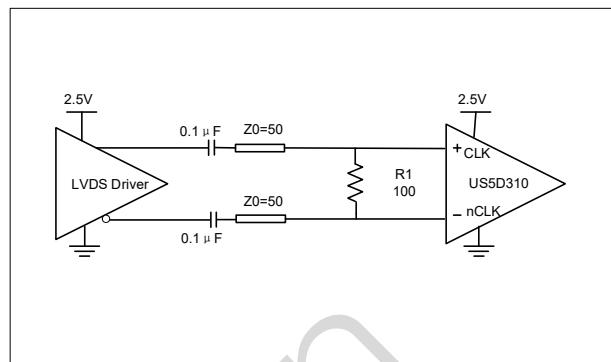 2.5V
2.5V
0.1 μF
Z0=50
+ CLK
LVDS Driver
R1
100
US5D310
− nCLK
Z0=50
0.1 μF